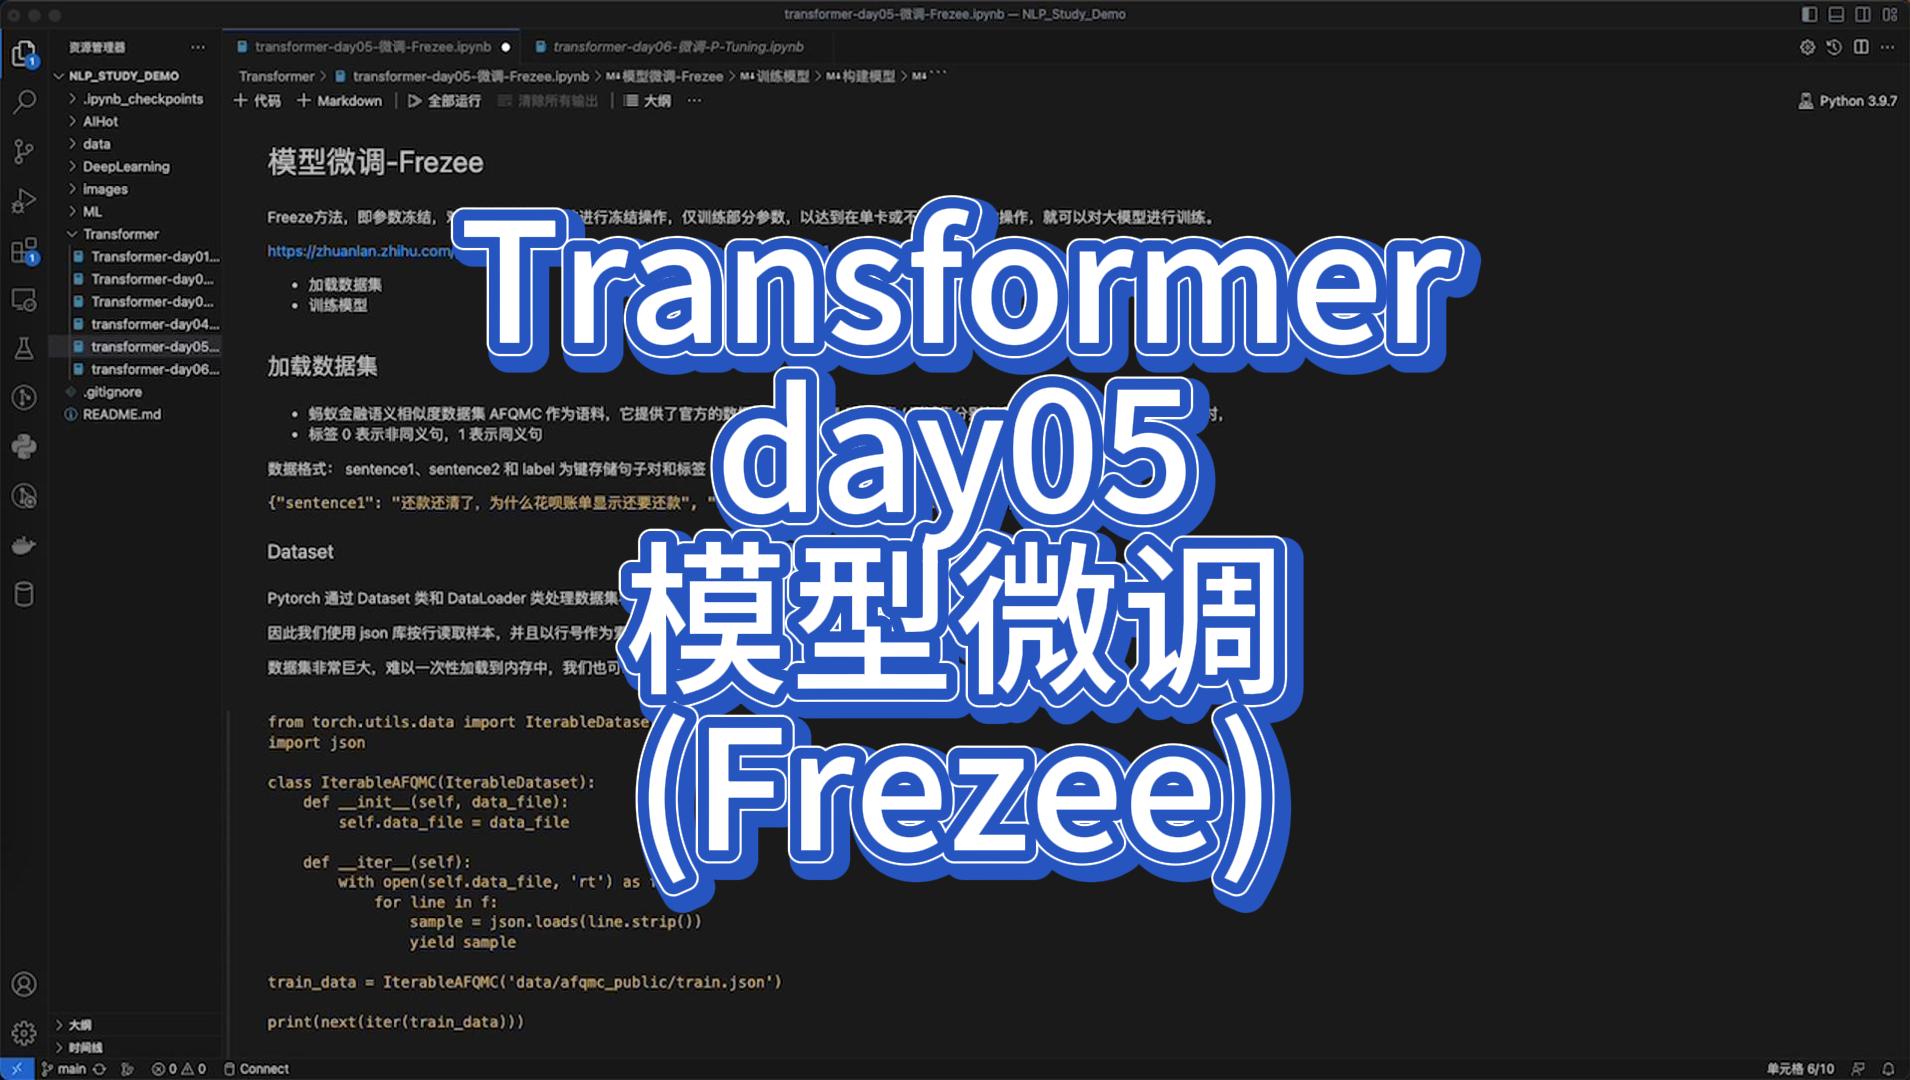 transformer-day05-微调-Frezee.ipynb — NLP_Study_Demo
资源管理器
transformer-day05-微调-Frezee.ipynb
transformer-day06-微调-P-Tuning.ipynb
NLP_STUDY_DEMO
Transformer > transformer-day05-微调-Frezee.ipynb > M↓模型微调-Frezee > M↓训练模型 > M↓构建模型 > M↓```
.ipynb_checkpoints
+ 代码 + Markdown | 全部运行 清除所有输出 | 大纲 ···
Python 3.9.7
AIHot
data
DeepLearning
images
ML
Transformer
Transformer-day01...
Transformer-day0...
Transformer-day0...
transformer-day04...
transformer-day05...
transformer-day06...
.gitignore
README.md
大纲
时间线
模型微调-Frezee
Freeze方法，即参数冻结，
进行冻结操作，仅训练部分参数，以达到在单卡或不
操作，就可以对大模型进行训练。
https://zhuanlan.zhihu.com/
加载数据集
训练模型
加载数据集
蚂蚁金融语义相似度数据集 AFQMC 作为语料，它提供了官方的数
标签 0 表示非同义句，1 表示同义句
数据格式： sentence1、sentence2 和 label 为键存储句子对和标签
{"sentence1": "还款还清了，为什么花呗账单显示还要还款", "
Dataset
Pytorch 通过 Dataset 类和 DataLoader 类处理数据集
因此我们使用 json 库按行读取样本，并且以行号作为
数据集非常巨大，难以一次性加载到内存中，我们也可
from torch.utils.data import IterableDatase
import json
class IterableAFQMC(IterableDataset):
def __init__(self, data_file):
self.data_file = data_file
def __iter__(self):
with open(self.data_file, 'rt') as
for line in f:
sample = json.loads(line.strip())
yield sample
train_data = IterableAFQMC('data/afqmc_public/train.json')
print(next(iter(train_data)))
Transformer
day05
模型微调
(Frezee)
main
0 0
Connect
单元格 6/10